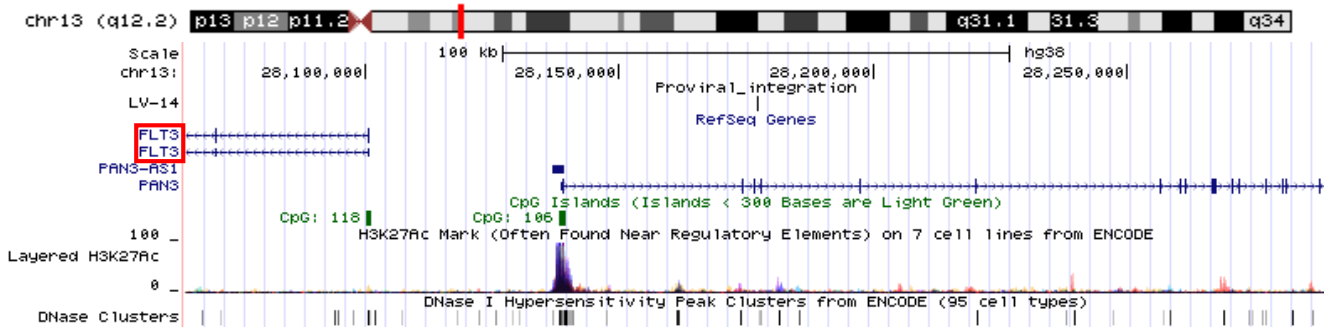 chr13 (q12.2) p13 p12 p11.2 q31.1 31.3 q34
Scale 100 kb hg38
chr13: 28,100,000 28,150,000 28,200,000 28,250,000
Proviral_integration
LV-14
RefSeq Genes
FLT3
FLT3
PAN3-AS1
PAN3
CpG Islands (Islands < 300 Bases are Light Green)
CpG: 118 CpG: 106
H3K27Ac Mark (Often Found Near Regulatory Elements) on 7 cell lines from ENCODE
100 _
Layered H3K27Ac
0 _
DNase I Hypersensitivity Peak Clusters from ENCODE (95 cell types)
DNase Clusters